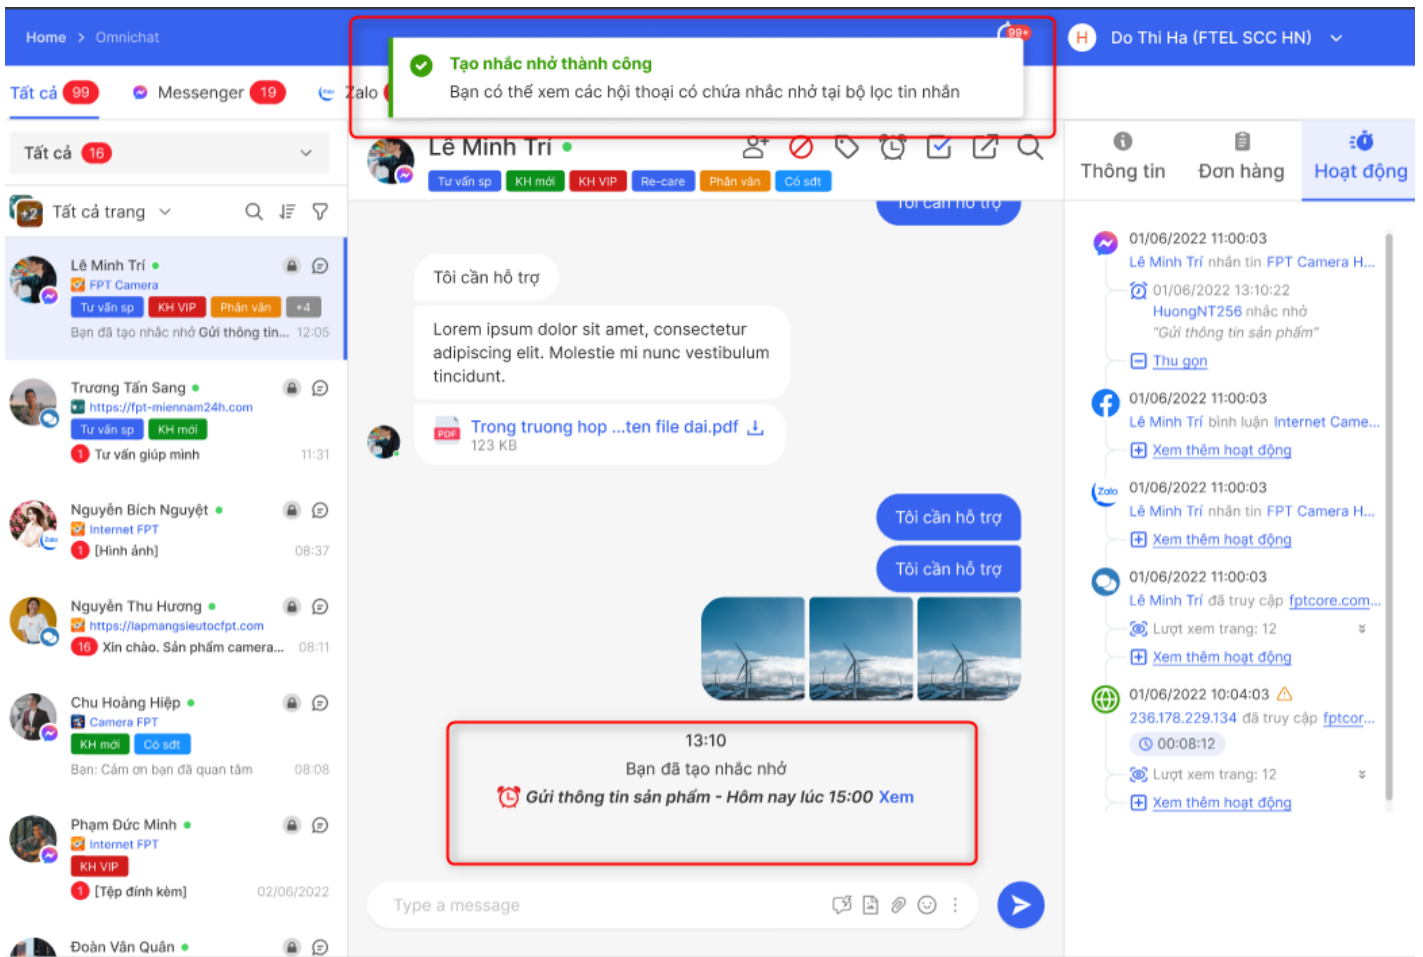 Home > Omnichat
99+
H Do Thi Ha (FTEL SCC HN)
Tạo nhắc nhở thành công
Bạn có thể xem các hội thoại có chứa nhắc nhở tại bộ lọc tin nhắn
Tất cả 99
Messenger 19
Zalo
Tất cả 16
+2 Tất cả trang
Lê Minh Trí
FPT Camera
Tư vấn sp KH VIP Phân vân +4
Bạn đã tạo nhắc nhở Gửi thông tin... 12:05
Trương Tấn Sang
https://fpt-miennam24h.com
Tư vấn sp KH mới
1 Tư vấn giúp mình 11:31
Nguyễn Bích Nguyệt
Zalo
Internet FPT
1 [Hình ảnh] 08:37
Nguyễn Thu Hương
https://lapmangsieutocfpt.com
16 Xin chào. Sản phẩm camera... 08:11
Chu Hoàng Hiệp
Camera FPT
KH mới Có sdt
Bạn: Cảm ơn bạn đã quan tâm 08:08
Phạm Đức Minh
Internet FPT
KH VIP
1 [Tệp đính kèm] 02/06/2022
Đoàn Văn Quân
Lê Minh Trí
Tư vấn sp KH mới KH VIP Re-care Phân vân Có sdt
Tôi cần hỗ trợ
Tôi cần hỗ trợ
Lorem ipsum dolor sit amet, consectetur
adipiscing elit. Molestie mi nunc vestibulum
tincidunt.
PDF Trong truong hop ...ten file dai.pdf
123 KB
Tôi cần hỗ trợ
Tôi cần hỗ trợ
13:10
Bạn đã tạo nhắc nhở
Gửi thông tin sản phẩm - Hôm nay lúc 15:00 Xem
Type a message
Thông tin Đơn hàng Hoạt động
01/06/2022 11:00:03
Lê Minh Trí nhắn tin FPT Camera H...
01/06/2022 13:10:22
HuongNT256 nhắc nhở
"Gửi thông tin sản phẩm"
Thu gọn
01/06/2022 11:00:03
Lê Minh Trí bình luận Internet Came...
Xem thêm hoạt động
Zalo 01/06/2022 11:00:03
Lê Minh Trí nhắn tin FPT Camera H...
Xem thêm hoạt động
01/06/2022 11:00:03
Lê Minh Trí đã truy cập fptcore.com...
Lượt xem trang: 12
Xem thêm hoạt động
01/06/2022 10:04:03
236.178.229.134 đã truy cập fptcor...
00:08:12
Lượt xem trang: 12
Xem thêm hoạt động